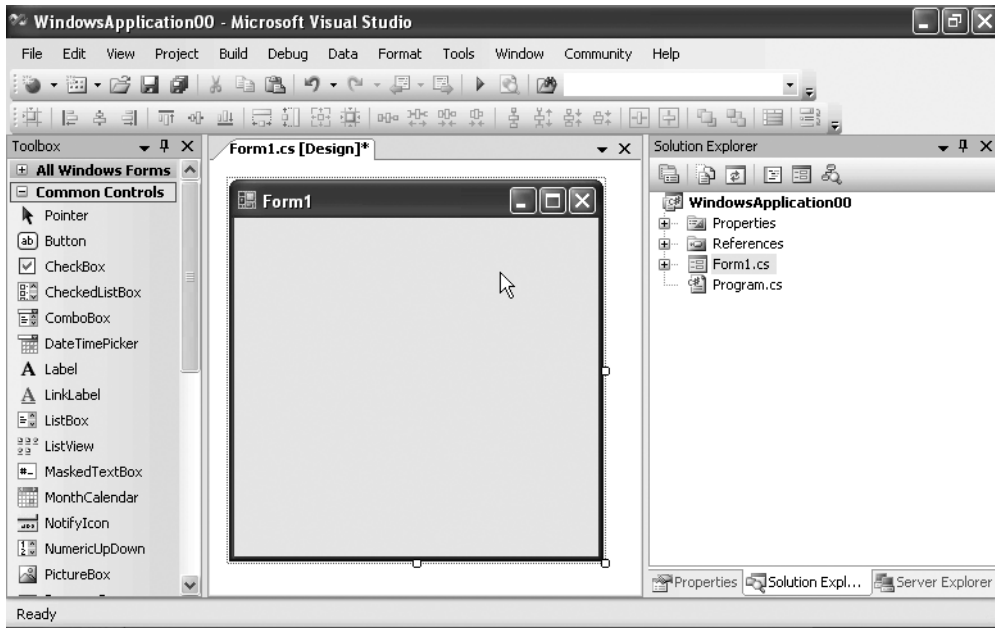 WindowsApplication00 - Microsoft Visual Studio
File Edit View Project Build Debug Data Format Tools Window Community Help
Toolbox
All Windows Forms
Common Controls
Pointer
Button
CheckBox
CheckedListBox
ComboBox
DateTimePicker
Label
LinkLabel
ListBox
ListView
MaskedTextBox
MonthCalendar
NotifyIcon
NumericUpDown
PictureBox
Form1.cs [Design]*
Form1
Solution Explorer
WindowsApplication00
Properties
References
Form1.cs
Program.cs
Properties Solution Expl... Server Explorer
Ready